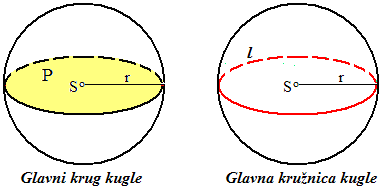 P
S° r
Glavni krug kugle
l
S° r
Glavna kružnica kugle